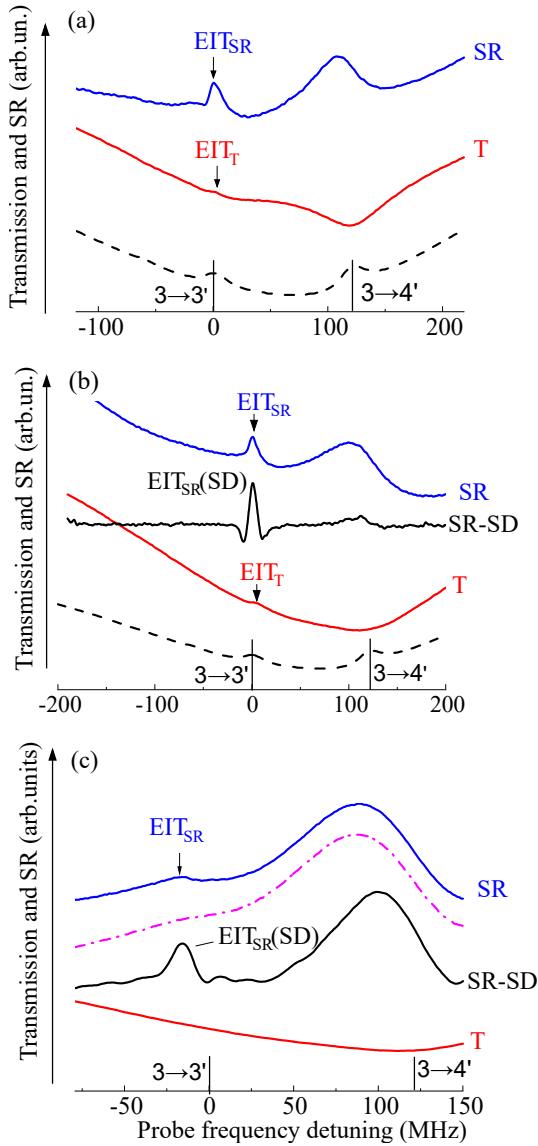 (a)
Transmission and SR (arb.un.)
EIT_SR
SR
EIT_T
T
3→3'
3→4'
-100 0 100 200
(b)
Transmission and SR (arb.un.)
EIT_SR
EIT_SR(SD)
SR
SR-SD
EIT_T
T
3→3'
3→4'
-200 -100 0 100 200
(c)
Transmission and SR (arb.units)
EIT_SR
SR
EIT_SR(SD)
SR-SD
T
3→3'
3→4'
-50 0 50 100 150
Probe frequency detuning (MHz)